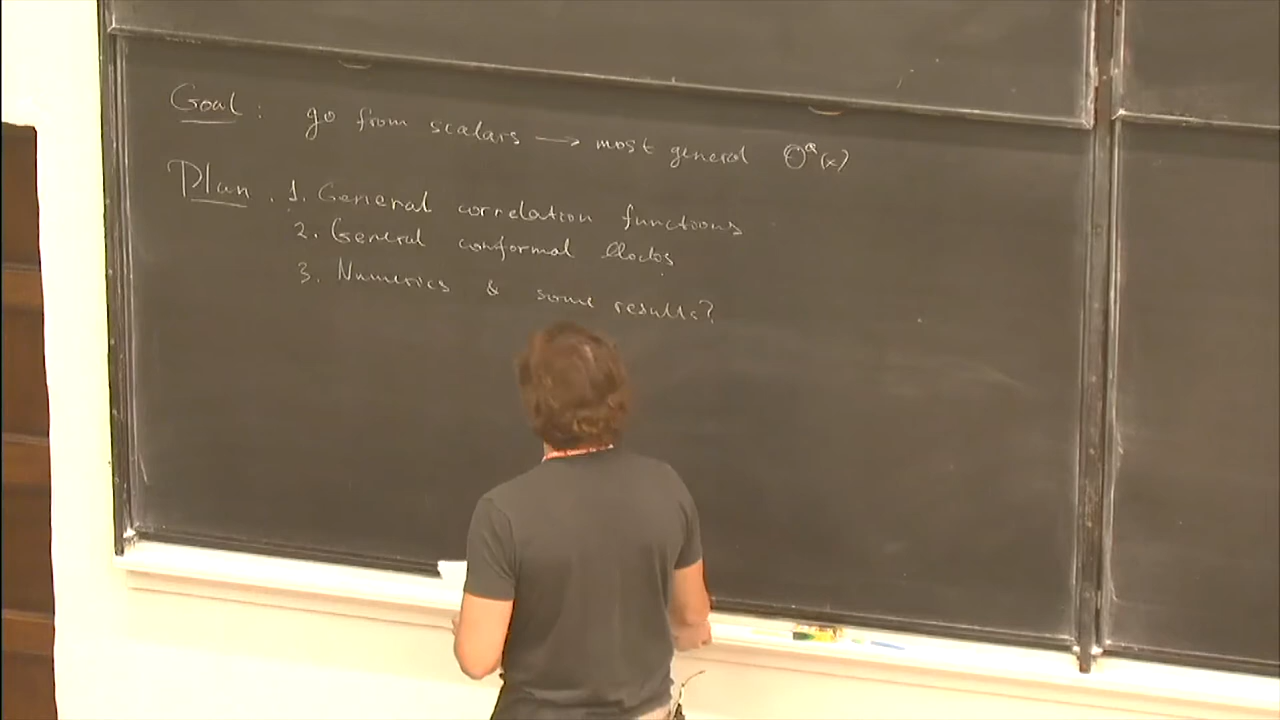 Goal : go from scalars → most general O^a(x)
Plan . 1. General correlation functions
2. General conformal blocks
3. Numerics & some results?